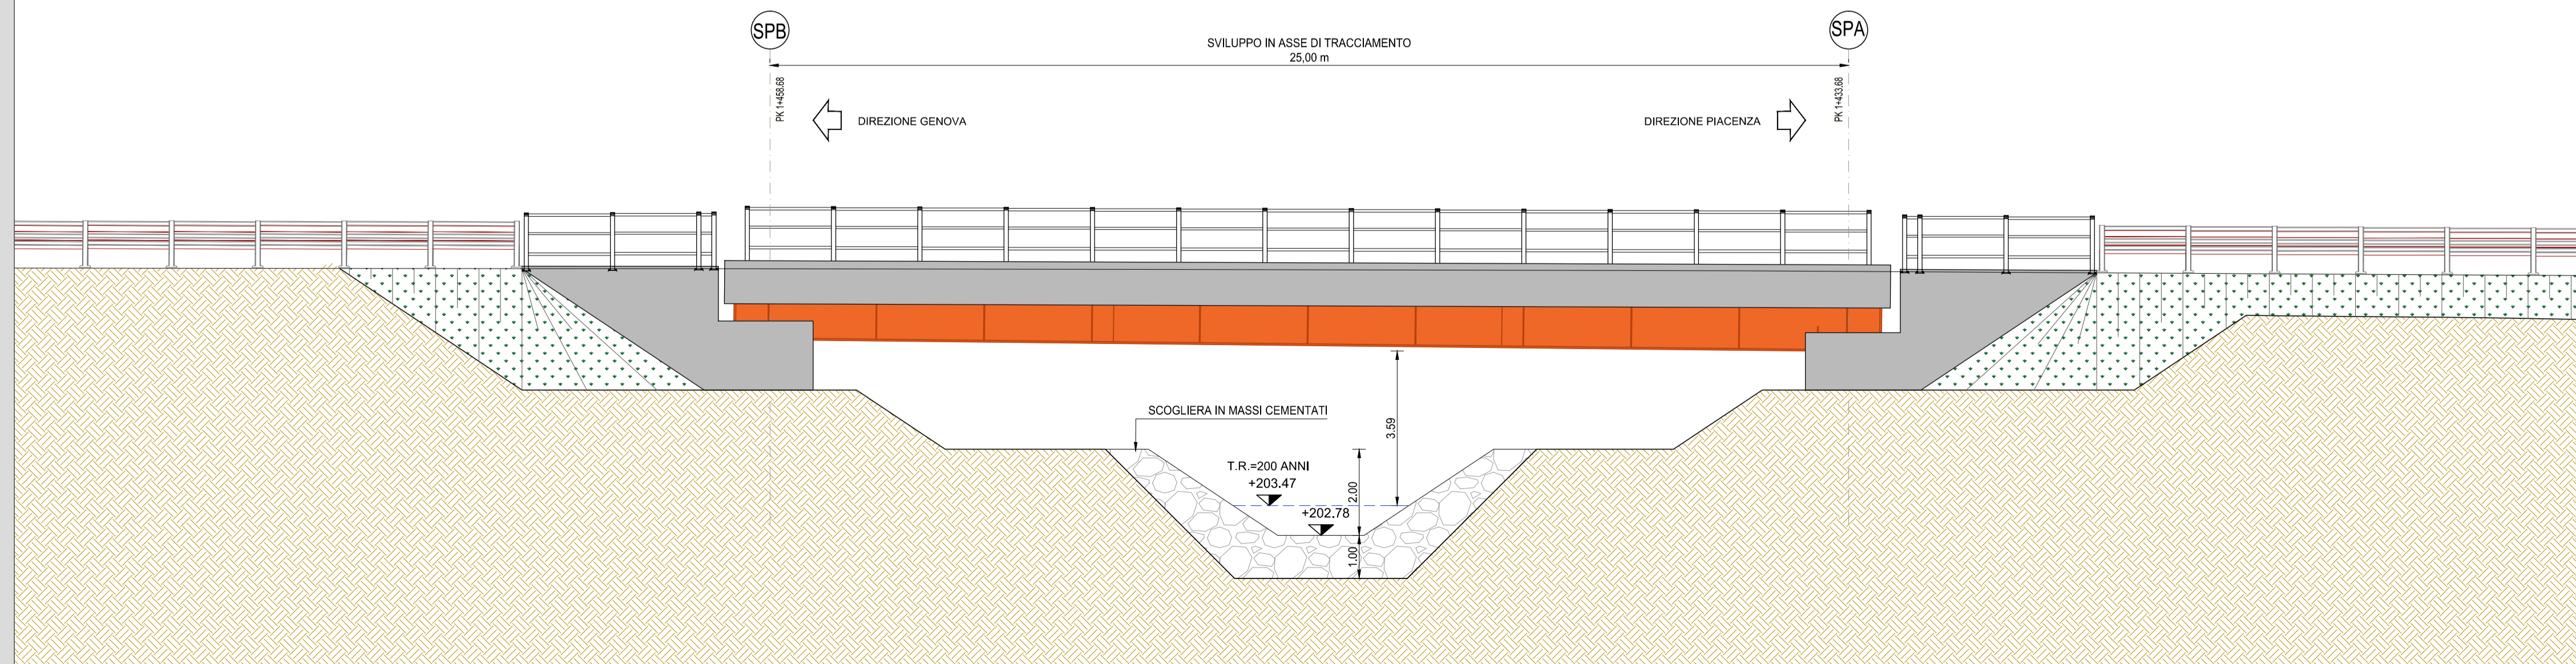 SPB
SPA
SVILUPPO IN ASSE DI TRACCIAMENTO
25,00 m
PK 1+458.68
PK 1+433.68
DIREZIONE GENOVA
DIREZIONE PIACENZA
SCOGLIERA IN MASSI CEMENTATI
3.59
T.R.=200 ANNI
+203.47
2.00
+202.78
1.00